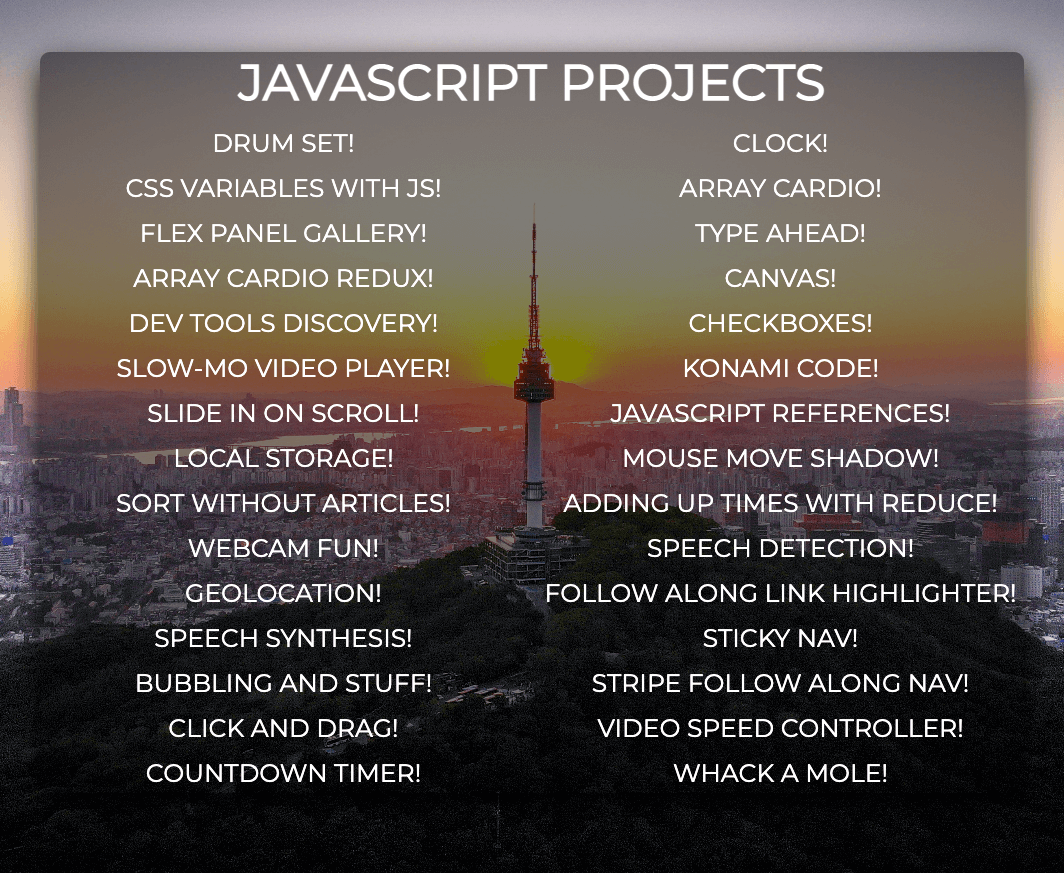 JAVASCRIPT PROJECTS
DRUM SET!
CLOCK!
CSS VARIABLES WITH JS!
ARRAY CARDIO!
FLEX PANEL GALLERY!
TYPE AHEAD!
ARRAY CARDIO REDUX!
CANVAS!
DEV TOOLS DISCOVERY!
CHECKBOXES!
SLOW-MO VIDEO PLAYER!
KONAMI CODE!
SLIDE IN ON SCROLL!
JAVASCRIPT REFERENCES!
LOCAL STORAGE!
MOUSE MOVE SHADOW!
SORT WITHOUT ARTICLES!
ADDING UP TIMES WITH REDUCE!
WEBCAM FUN!
SPEECH DETECTION!
GEOLOCATION!
FOLLOW ALONG LINK HIGHLIGHTER!
SPEECH SYNTHESIS!
STICKY NAV!
BUBBLING AND STUFF!
STRIPE FOLLOW ALONG NAV!
CLICK AND DRAG!
VIDEO SPEED CONTROLLER!
COUNTDOWN TIMER!
WHACK A MOLE!